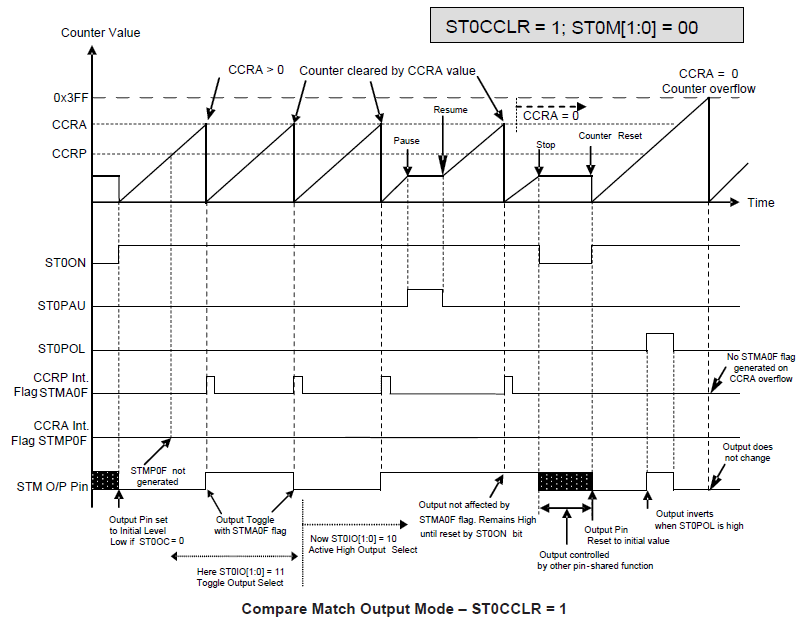 ST0CCLR = 1; ST0M[1:0] = 00
Counter Value
CCRA > 0
Counter cleared by CCRA value
CCRA = 0
Counter overflow
0x3FF
CCRA
CCRP
Resume
CCRA = 0
Pause
Stop
Counter Reset
Time
ST0ON
ST0PAU
ST0POL
CCRP Int.
Flag STMA0F
No STMA0F flag
generated on
CCRA overflow
CCRA Int.
Flag STMP0F
STMP0F not
generated
Output does
not change
STM O/P Pin
Output Pin set
to Initial Level
Low if ST0OC = 0
Output Toggle
with STMA0F flag
Now ST0IO[1:0] = 10
Active High Output Select
Here ST0IO[1:0] = 11
Toggle Output Select
Output not affected by
STMA0F flag. Remains High
until reset by ST0ON bit
Output controlled
by other pin-shared function
Output Pin
Reset to initial value
Output inverts
when ST0POL is high
Compare Match Output Mode – ST0CCLR = 1